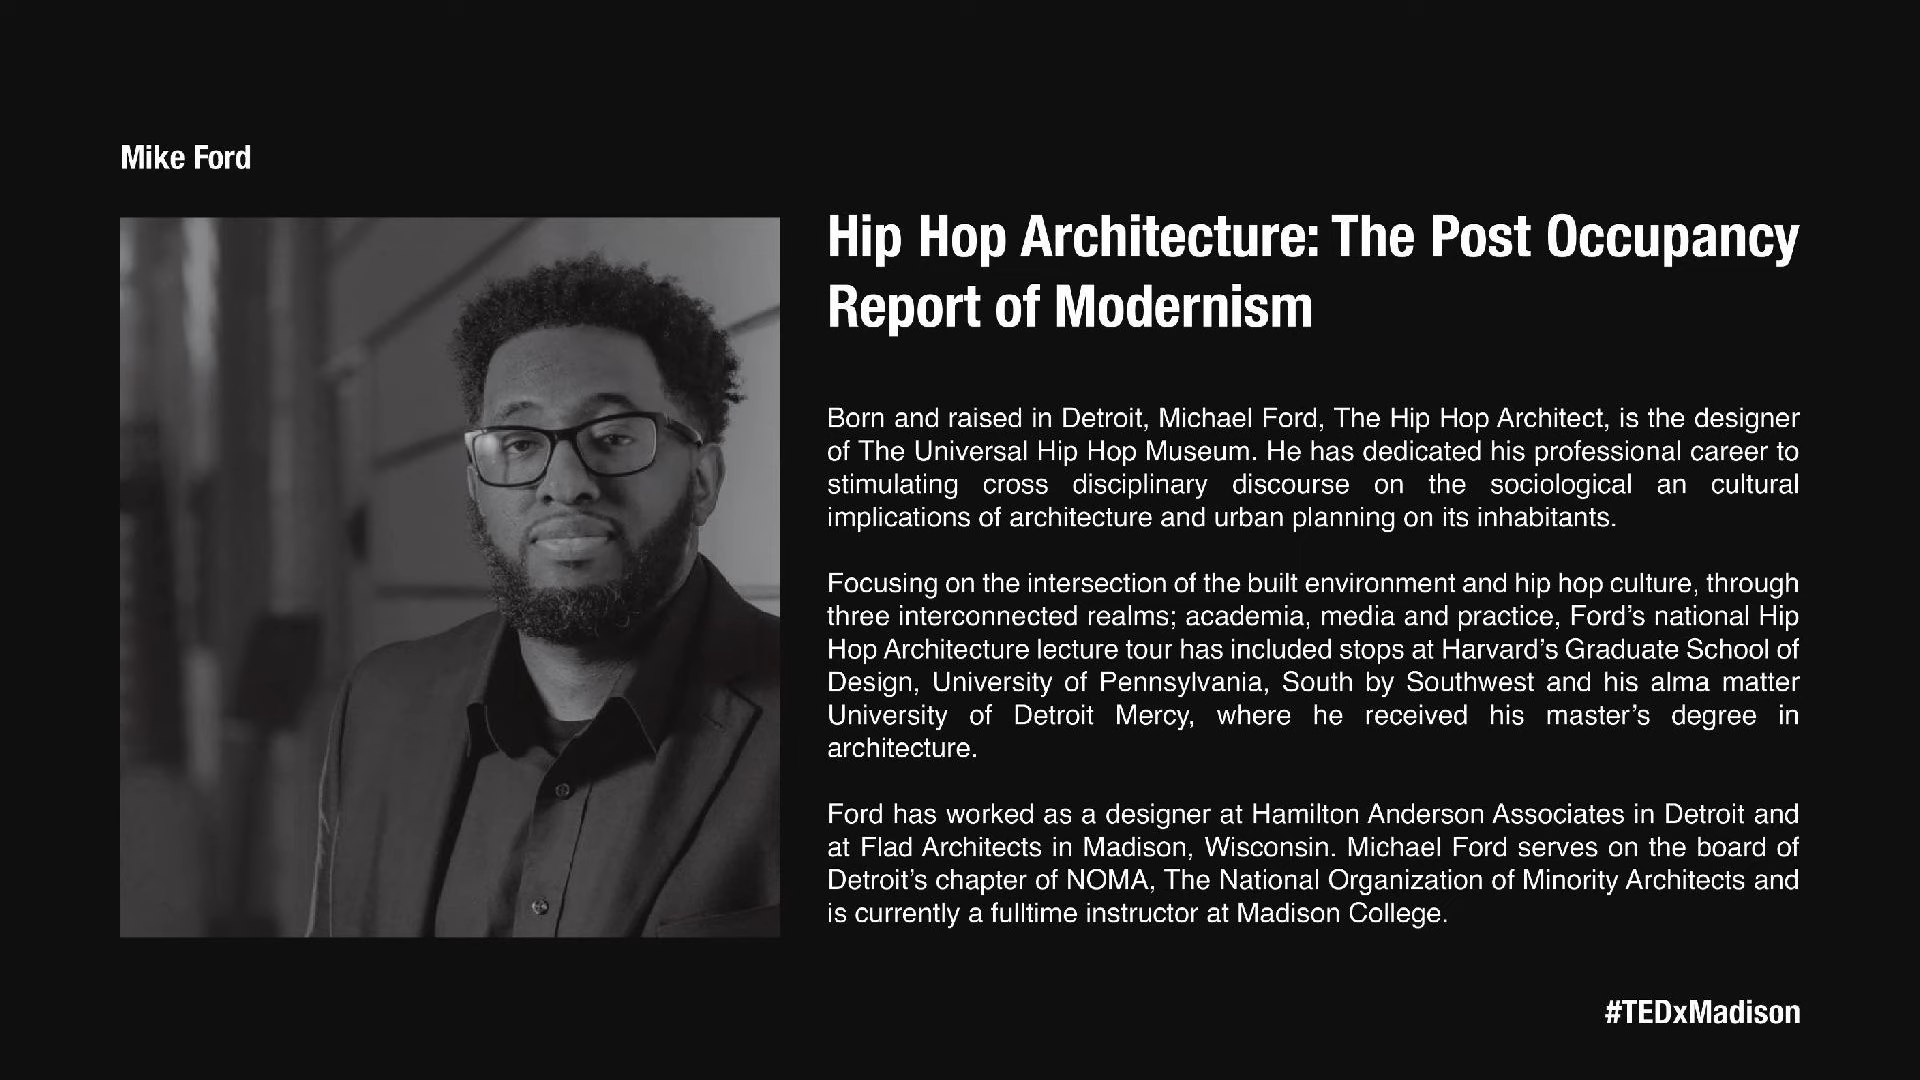 Mike Ford
Hip Hop Architecture: The Post Occupancy
Report of Modernism
Born and raised in Detroit, Michael Ford, The Hip Hop Architect, is the designer
of The Universal Hip Hop Museum. He has dedicated his professional career to
stimulating cross disciplinary discourse on the sociological an cultural
implications of architecture and urban planning on its inhabitants.
Focusing on the intersection of the built environment and hip hop culture, through
three interconnected realms; academia, media and practice, Ford’s national Hip
Hop Architecture lecture tour has included stops at Harvard’s Graduate School of
Design, University of Pennsylvania, South by Southwest and his alma matter
University of Detroit Mercy, where he received his master’s degree in
architecture.
Ford has worked as a designer at Hamilton Anderson Associates in Detroit and
at Flad Architects in Madison, Wisconsin. Michael Ford serves on the board of
Detroit’s chapter of NOMA, The National Organization of Minority Architects and
is currently a fulltime instructor at Madison College.
#TEDxMadison